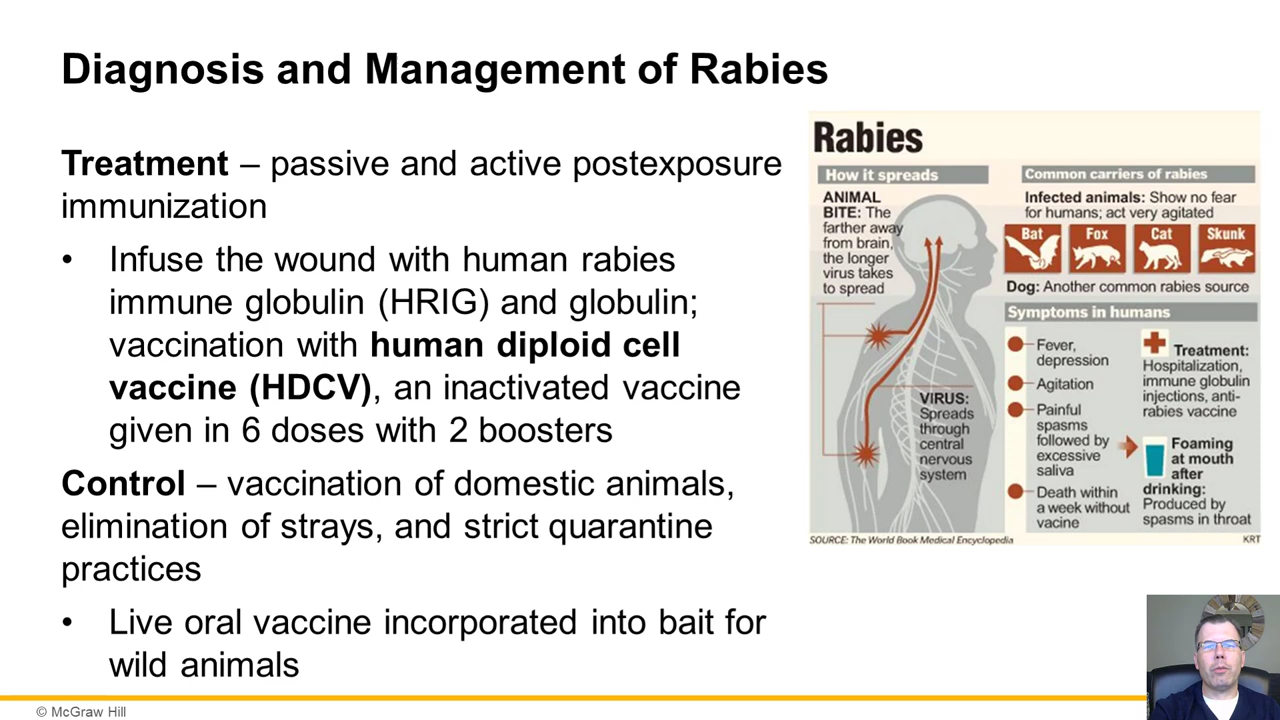 Diagnosis and Management of Rabies
Treatment – passive and active postexposure
immunization
• Infuse the wound with human rabies
immune globulin (HRIG) and globulin;
vaccination with human diploid cell
vaccine (HDCV), an inactivated vaccine
given in 6 doses with 2 boosters
Control – vaccination of domestic animals,
elimination of strays, and strict quarantine
practices
• Live oral vaccine incorporated into bait for
wild animals
Rabies
How it spreads
ANIMAL
BITE: The
farther away
from brain,
the longer
virus takes
to spread
VIRUS:
Spreads
through
central
nervous
system
Common carriers of rabies
Infected animals: Show no fear
for humans; act very agitated
Bat Fox Cat Skunk
Dog: Another common rabies source
Symptoms in humans
Fever,
depression
Agitation
Painful
spasms
followed by
excessive
saliva
Death within
a week without
vacine
Treatment:
Hospitalization,
immune globulin
injections, anti-
rabies vaccine
Foaming
at mouth
after
drinking:
Produced by
spasms in throat
SOURCE: The World Book Medical Encyclopedia
KRT
© McGraw Hill